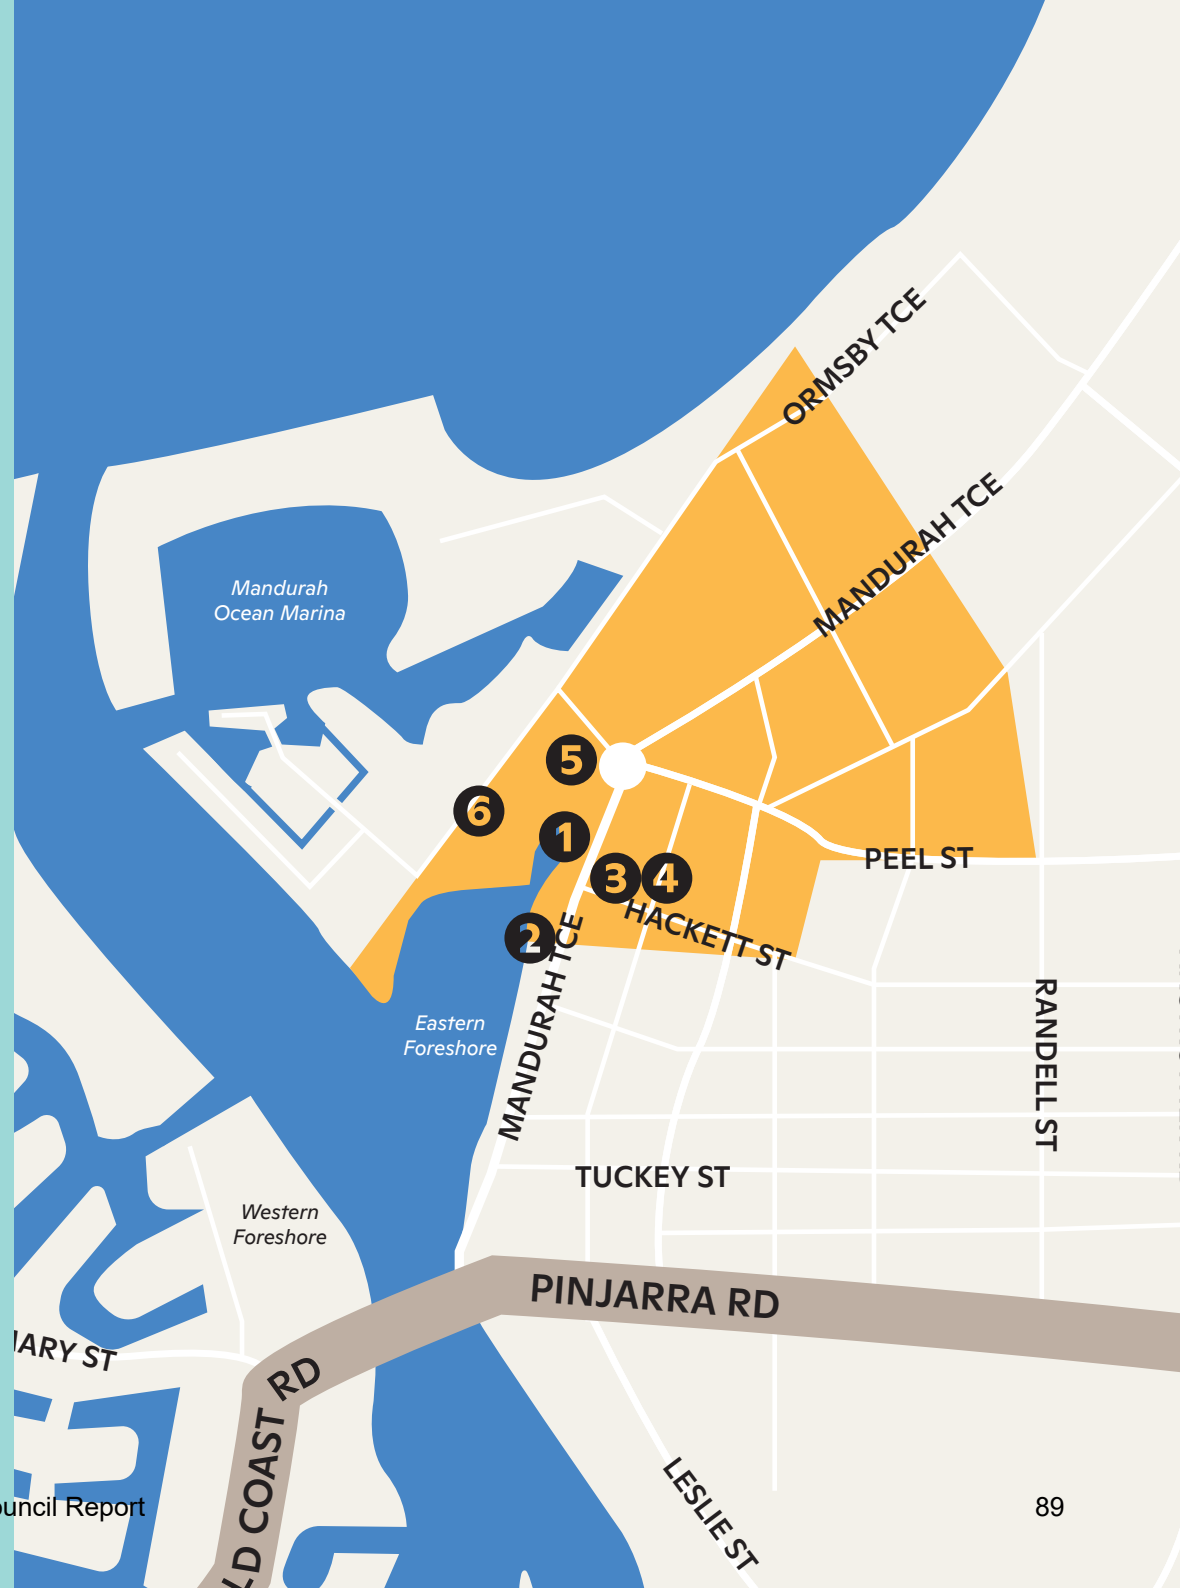 ORMSBY TCE
MANDURAH TCE
Mandurah
Ocean Marina
5
6
1
3
4
PEEL ST
HACKETT ST
2
MANDURAH TCE
Eastern
Foreshore
RANDELL ST
TUCKEY ST
Western
Foreshore
PINJARRA RD
ARY ST
RD
LD COAST
LESLIE ST
uncil Report
89